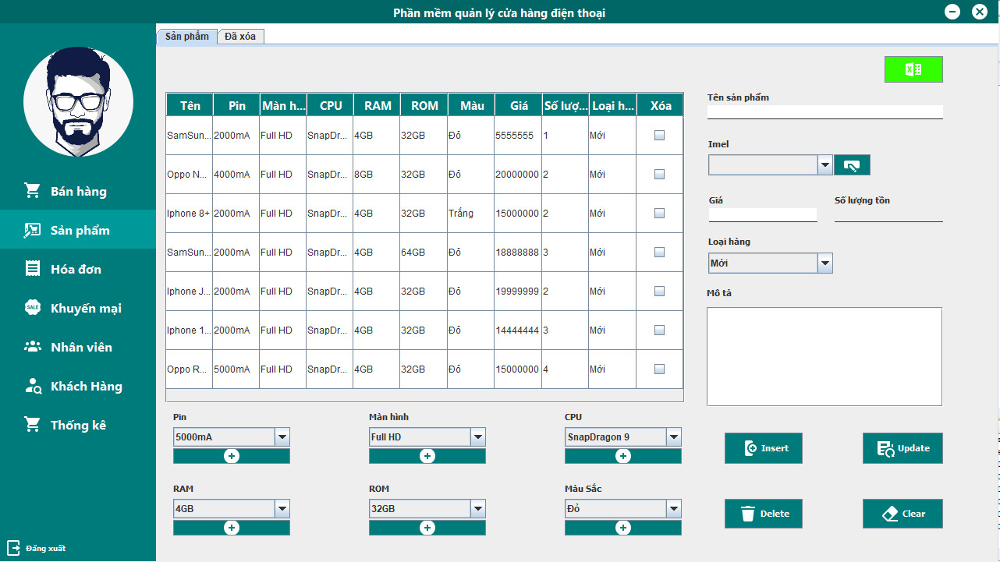 Phần mềm quản lý cửa hàng điện thoại
Sản phẩm Đã xóa
Bán hàng
Sản phẩm
Hóa đơn
SALE Khuyến mại
Nhân viên
Khách Hàng
Thống kê
Đăng xuất
Tên Pin Màn h... CPU RAM ROM Màu Giá Số lượ... Loại h... Xóa
SamSun... 2000mA Full HD SnapDr... 4GB 32GB Đỏ 5555555 1 Mới
Oppo N... 4000mA Full HD SnapDr... 8GB 32GB Đỏ 20000000 2 Mới
Iphone 8+ 2000mA Full HD SnapDr... 4GB 32GB Trắng 15000000 2 Mới
SamSun... 2000mA Full HD SnapDr... 4GB 64GB Đỏ 18888888 3 Mới
Iphone J... 2000mA Full HD SnapDr... 4GB 32GB Đỏ 19999999 2 Mới
Iphone 1... 2000mA Full HD SnapDr... 4GB 32GB Đỏ 14444444 3 Mới
Oppo R... 5000mA Full HD SnapDr... 4GB 32GB Đỏ 15000000 4 Mới
Pin Màn hình CPU
5000mA Full HD SnapDragon 9
RAM ROM Màu Sắc
4GB 32GB Đỏ
Tên sản phẩm
Imel
Giá Số lượng tồn
Loại hàng
Mới
Mô tả
Insert Update
Delete Clear